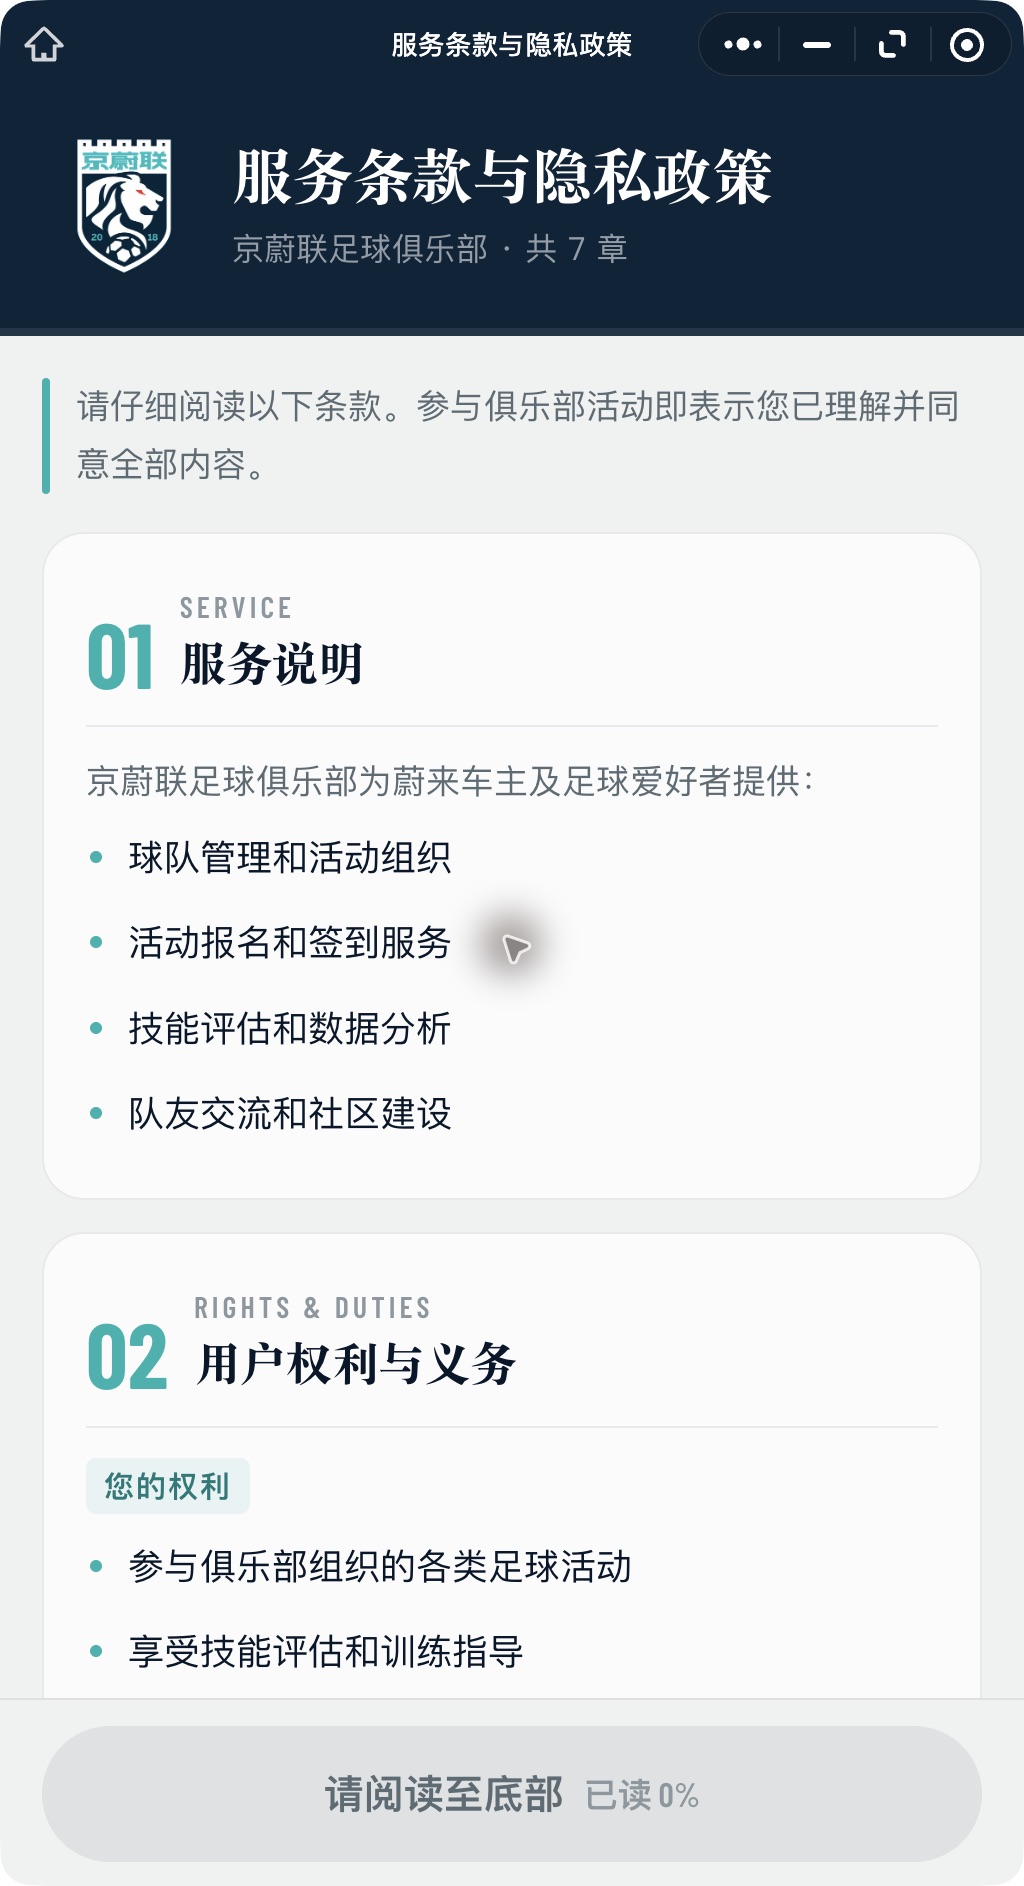 服务条款与隐私政策
京蔚联
20 18
服务条款与隐私政策
京蔚联足球俱乐部 · 共 7 章
请仔细阅读以下条款。参与俱乐部活动即表示您已理解并同
意全部内容。
SERVICE
01 服务说明
京蔚联足球俱乐部为蔚来车主及足球爱好者提供：
球队管理和活动组织
活动报名和签到服务
技能评估和数据分析
队友交流和社区建设
RIGHTS & DUTIES
02 用户权利与义务
您的权利
参与俱乐部组织的各类足球活动
享受技能评估和训练指导
请阅读至底部 已读 0%